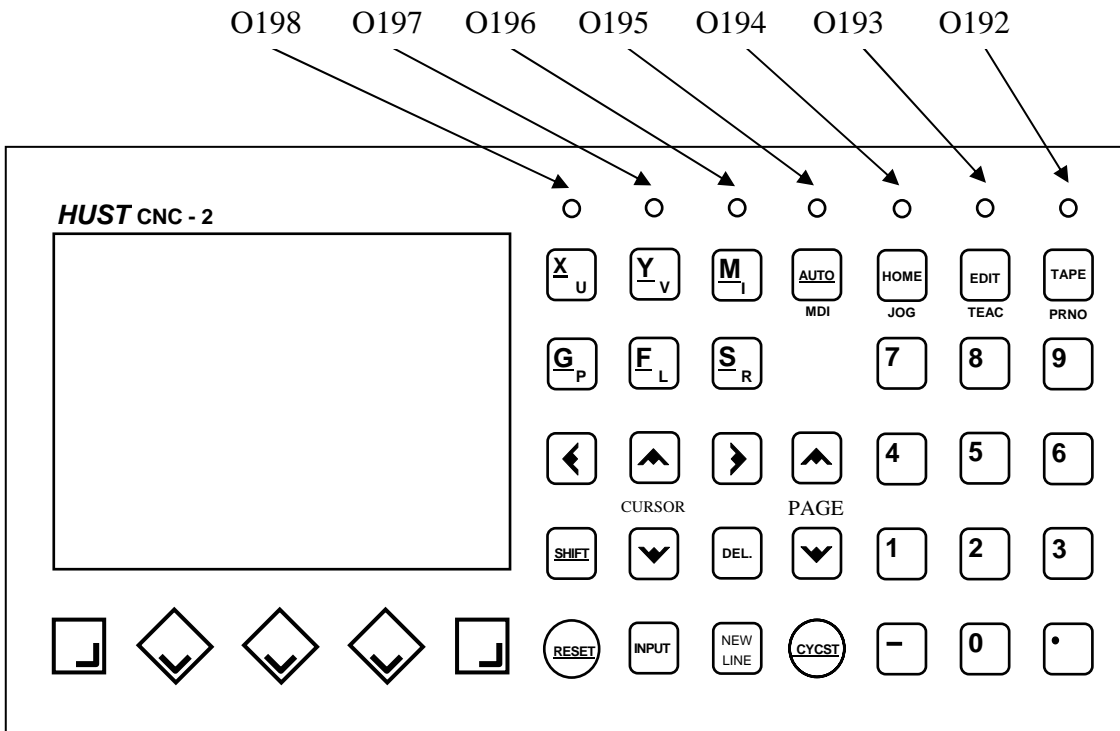 O198 O197 O196 O195 O194 O193 O192
HUST CNC - 2
X U Y V M I AUTO HOME EDIT TAPE
MDI JOG TEAC PRNO
G P F L S R 7 8 9
4 5 6
CURSOR PAGE
SHIFT DEL. 1 2 3
RESET INPUT NEW LINE CYCST - 0 .